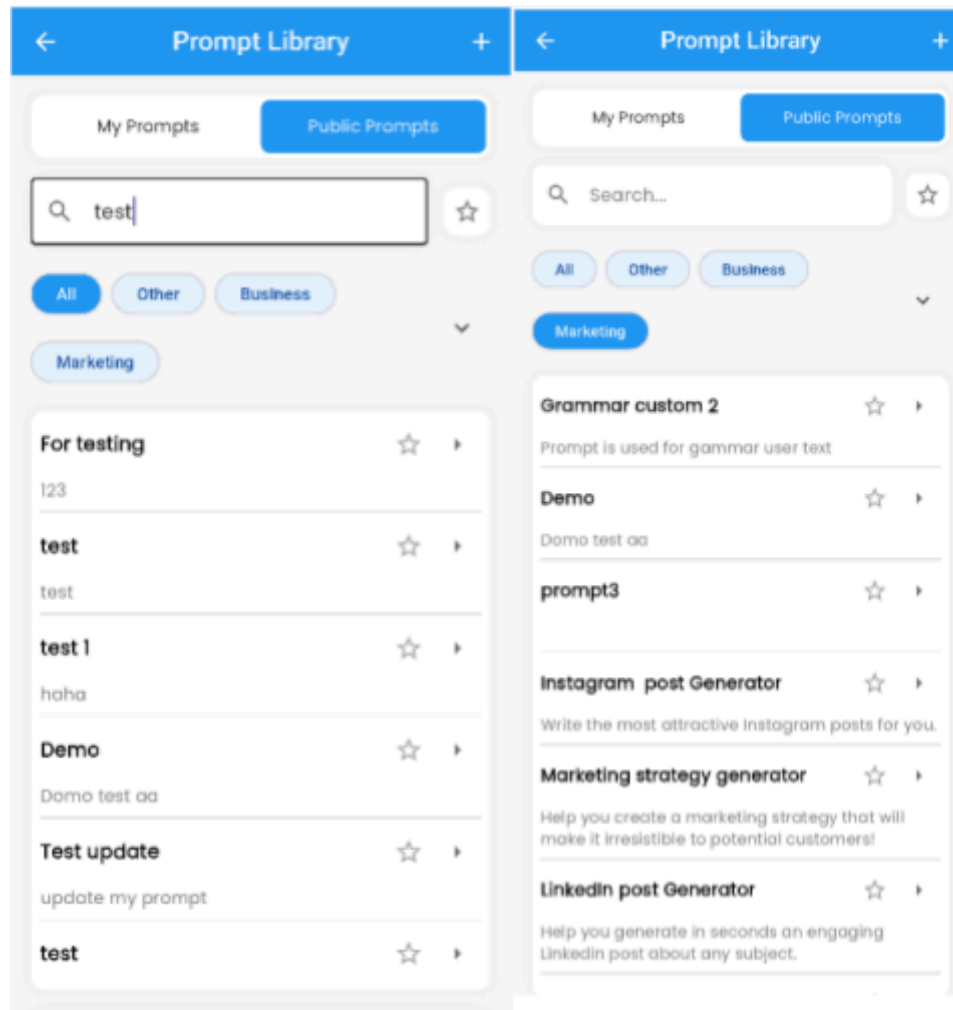 Prompt Library
My Prompts
Public Prompts
test
All
Other
Business
Marketing
For testing
123
test
test
test 1
haha
Demo
Domo test aa
Test update
update my prompt
test
Prompt Library
My Prompts
Public Prompts
Search...
All
Other
Business
Marketing
Grammar custom 2
Prompt is used for gammar user text
Demo
Domo test aa
prompt3
Instagram  post Generator
Write the most attractive Instagram posts for you.
Marketing strategy generator
Help you create a marketing strategy that will
make it irresistible to potential customers!
LinkedIn post Generator
Help you generate in seconds an engaging
Linkedin post about any subject.